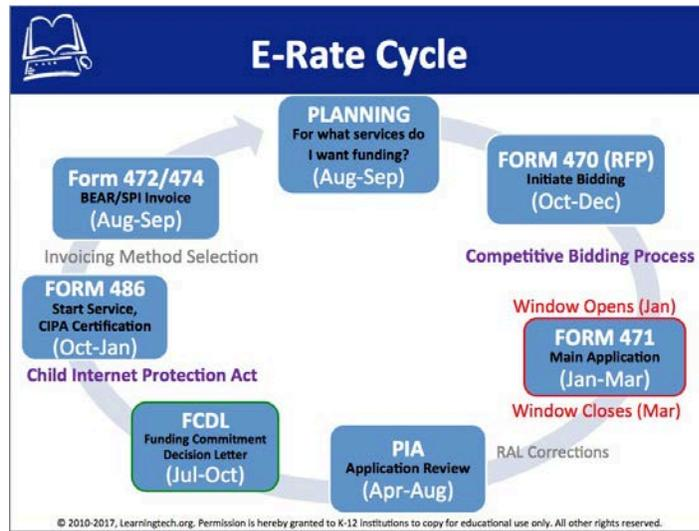 E-Rate Cycle
PLANNING
For what services do
I want funding?
(Aug-Sep)
FORM 470 (RFP)
Initiate Bidding
(Oct-Dec)
Competitive Bidding Process
Window Opens (Jan)
FORM 471
Main Application
(Jan-Mar)
Window Closes (Mar)
RAL Corrections
PIA
Application Review
(Apr-Aug)
FCDL
Funding Commitment
Decision Letter
(Jul-Oct)
Child Internet Protection Act
FORM 486
Start Service,
CIPA Certification
(Oct-Jan)
Invoicing Method Selection
Form 472/474
BEAR/SPI Invoice
(Aug-Sep)
© 2010-2017, Learningtech.org. Permission is hereby granted to K-12 institutions to copy for educational use only. All other rights reserved.